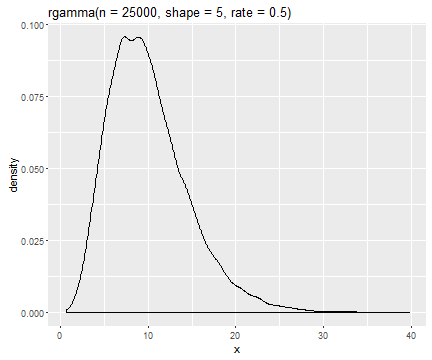 rgamma(n = 25000, shape = 5, rate = 0.5)
0.100
0.075
0.050
0.025
0.000
density
0 10 20 30 40
x